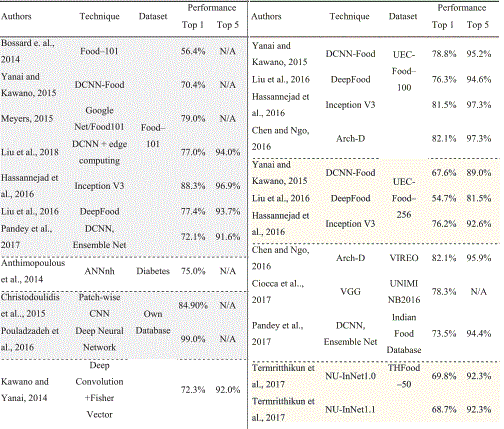 Authors Technique Dataset Performance
Top 1 Top 5
Bossard e. al., 2014 Food–101 56.4% N/A
Yanai and Kawano, 2015 DCNN-Food 70.4% N/A
Meyers, 2015 Google Net/Food101 79.0% N/A
Food–101
Liu et al., 2018 DCNN + edge computing 77.0% 94.0%
Hassannejad et al., 2016 Inception V3 88.3% 96.9%
Liu et al., 2016 DeepFood 77.4% 93.7%
Pandey et al., 2017 DCNN, Ensemble Net 72.1% 91.6%
Anthimopoulous et al., 2014 ANNnh Diabetes 75.0% N/A
Christodoulidis et al., 2015 Patch-wise CNN 84.90% N/A
Own Database
Pouladzadeh et al., 2016 Deep Neural Network 99.0% N/A
Kawano and Yanai, 2014 Deep Convolution +Fisher Vector 72.3% 92.0%
Authors Technique Dataset Performance
Top 1 Top 5
Yanai and Kawano, 2015 DCNN-Food 78.8% 95.2%
UEC-Food–100
Liu et al., 2016 DeepFood 76.3% 94.6%
Hassannejad et al., 2016 Inception V3 81.5% 97.3%
Chen and Ngo, 2016 Arch-D 82.1% 97.3%
Yanai and Kawano, 2015 DCNN-Food 67.6% 89.0%
UEC-Food–256
Liu et al., 2016 DeepFood 54.7% 81.5%
Hassannejad et al., 2016 Inception V3 76.2% 92.6%
Chen and Ngo, 2016 Arch-D VIREO 82.1% 95.9%
Ciocca et al.., 2017 VGG UNIMI NB2016 78.3% N/A
Pandey et al., 2017 DCNN, Ensemble Net Indian Food Database 73.5% 94.4%
Termritthikun et al., 2017 NU-InNet1.0 THFood –50 69.8% 92.3%
Termritthikun et al., 2017 NU-InNet1.1 68.7% 92.3%